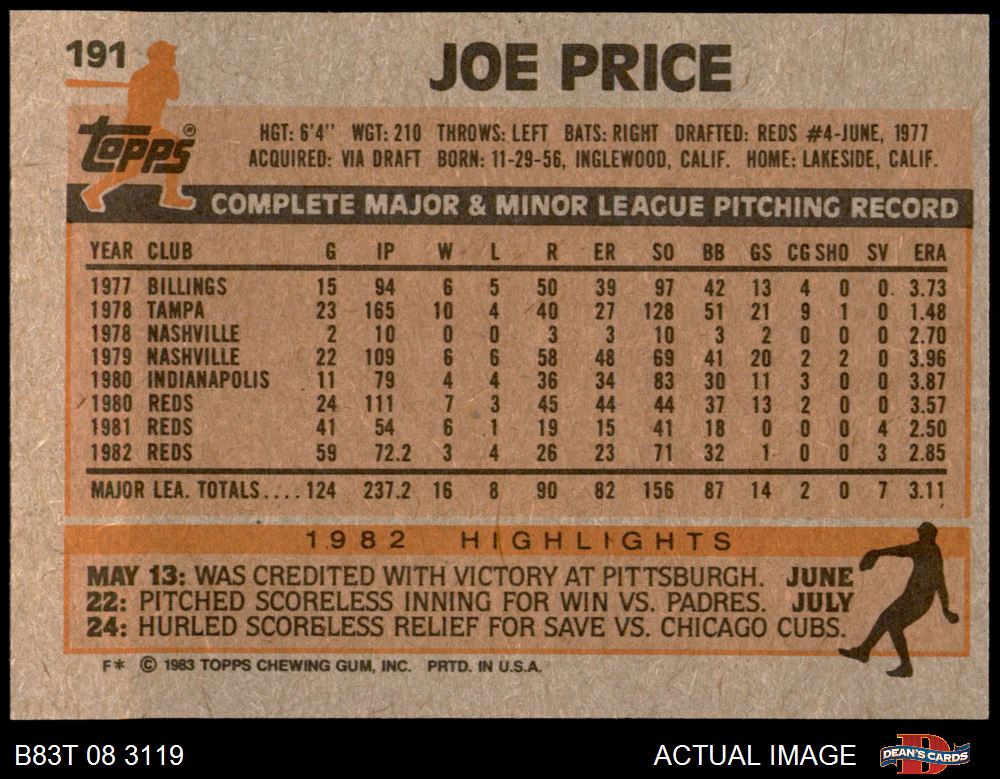 191
JOE PRICE
topps®
HGT: 6'4" WGT: 210 THROWS: LEFT BATS: RIGHT DRAFTED: REDS #4-JUNE, 1977
ACQUIRED: VIA DRAFT BORN: 11-29-56, INGLEWOOD, CALIF. HOME: LAKESIDE, CALIF.
COMPLETE MAJOR & MINOR LEAGUE PITCHING RECORD
YEAR CLUB G IP W L R ER SO BB GS CG SHO SV ERA
1977 BILLINGS 15 94 6 5 50 39 97 42 13 4 0 0 3.73
1978 TAMPA 23 165 10 4 40 27 128 51 21 9 1 0 1.48
1978 NASHVILLE 2 10 0 0 3 3 10 3 2 0 0 0 2.70
1979 NASHVILLE 22 109 6 6 58 48 69 41 20 2 2 0 3.96
1980 INDIANAPOLIS 11 79 4 4 36 34 83 30 11 3 0 0 3.87
1980 REDS 24 111 7 3 45 44 44 37 13 2 0 0 3.57
1981 REDS 41 54 6 1 19 15 41 18 0 0 0 4 2.50
1982 REDS 59 72.2 3 4 26 23 71 32 1 0 0 3 2.85
MAJOR LEA. TOTALS....124 237.2 16 8 90 82 156 87 14 2 0 7 3.11
1982 HIGHLIGHTS
MAY 13: WAS CREDITED WITH VICTORY AT PITTSBURGH. JUNE
22: PITCHED SCORELESS INNING FOR WIN VS. PADRES. JULY
24: HURLED SCORELESS RELIEF FOR SAVE VS. CHICAGO CUBS.
F* © 1983 TOPPS CHEWING GUM, INC. PRTD. IN U.S.A.
B83T 08 3119 ACTUAL IMAGE DEAN'S CARDS